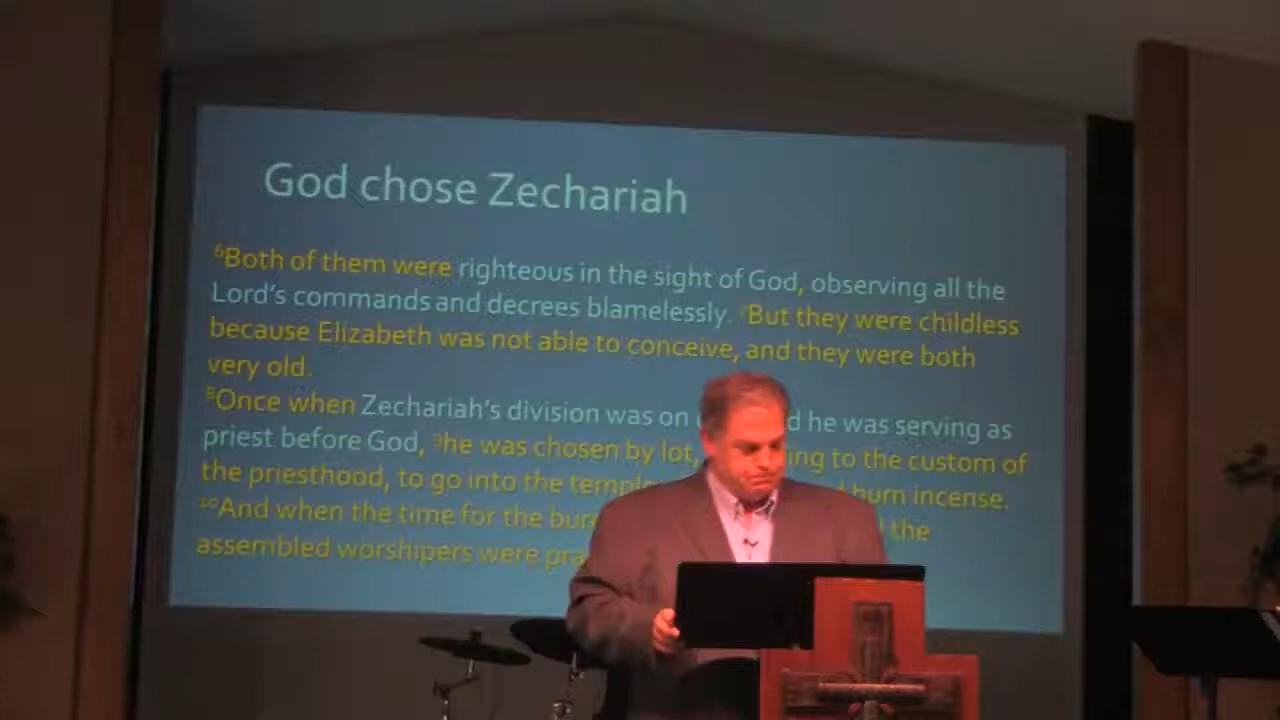 God chose Zechariah
⁶Both of them were righteous in the sight of God, observing all the
Lord's commands and decrees blamelessly. ⁷But they were childless
because Elizabeth was not able to conceive, and they were both
very old.
⁸Once when Zechariah's division was on he was serving as
priest before God, ⁹he was chosen by lot, to the custom of
the priesthood, to go into the burn incense.
¹⁰And when the time for the the
assembled worshipers were